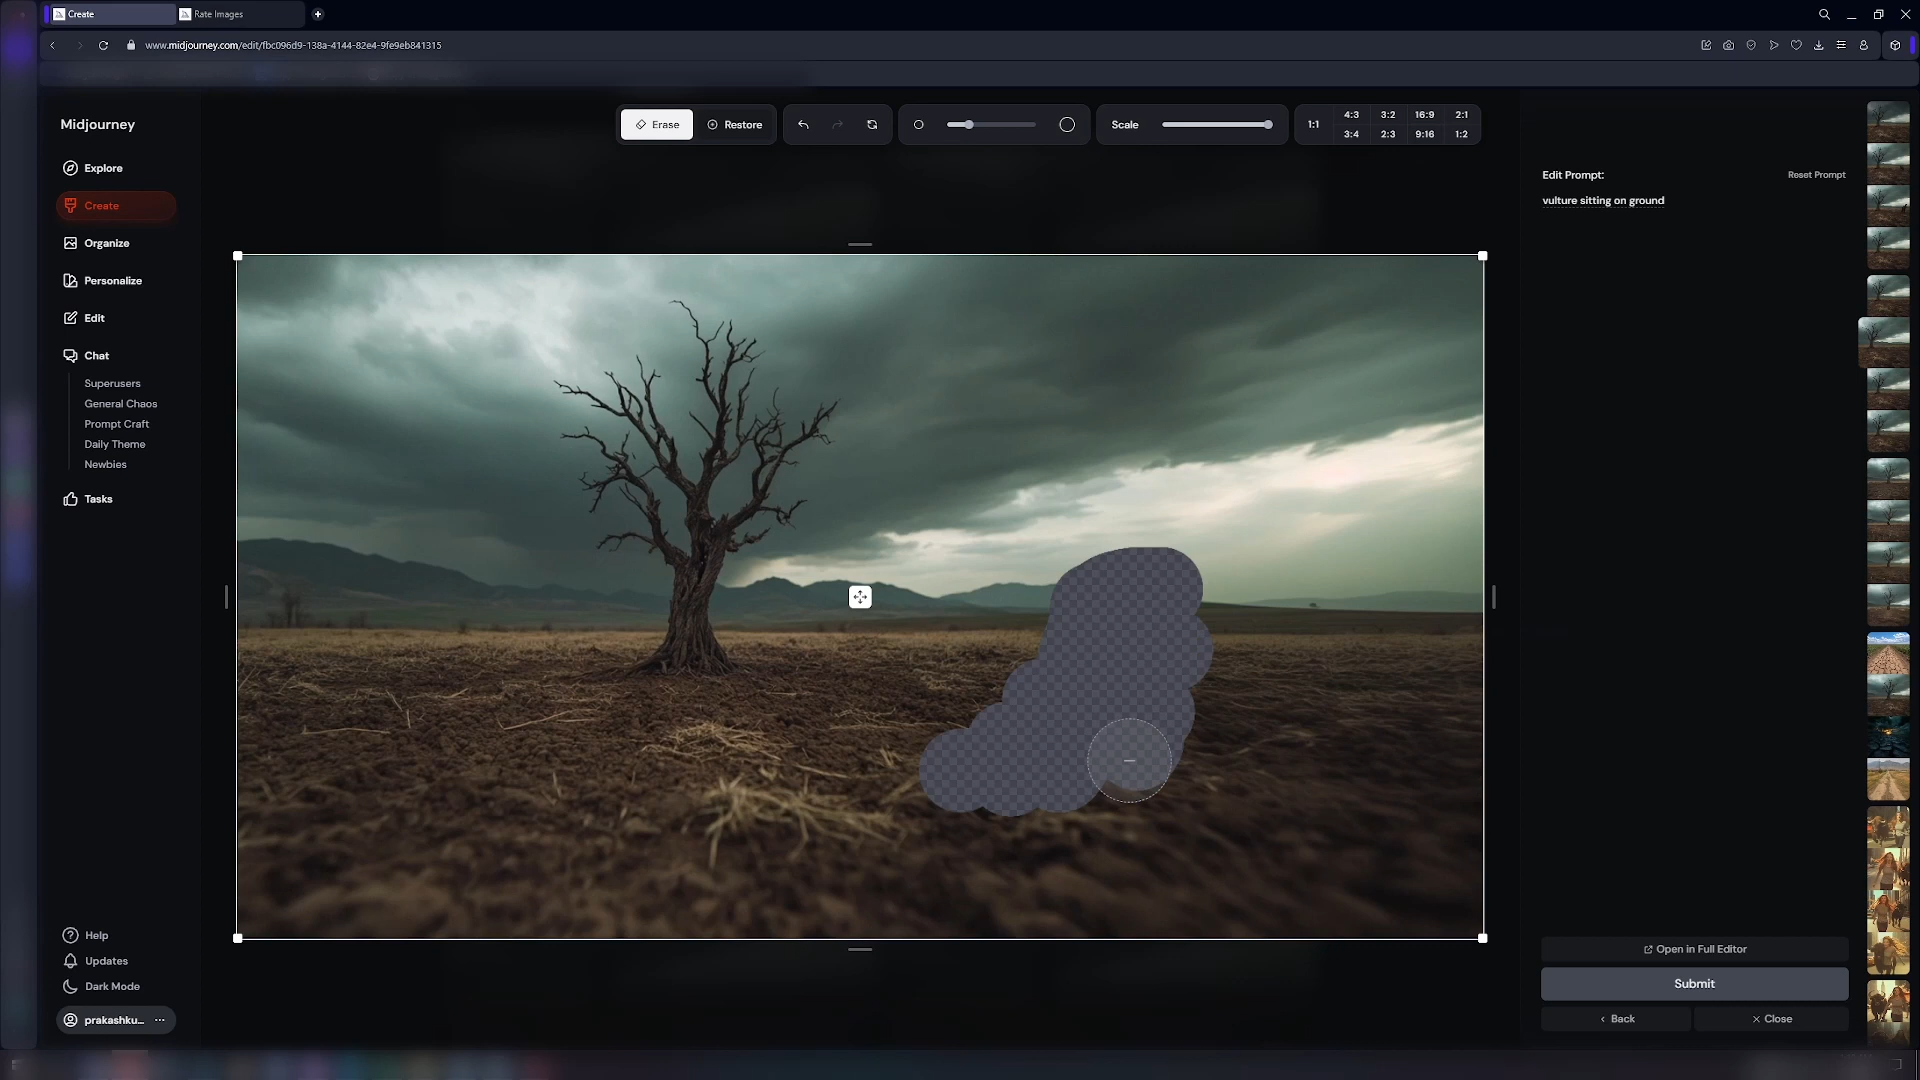 Create
Rate Images
www.midjourney.com/edit/fbc096d9-138a-4144-82e4-9fe9eb841315
Midjourney
Explore
Create
Organize
Personalize
Edit
Chat
Superusers
General Chaos
Prompt Craft
Daily Theme
Newbies
Tasks
Help
Updates
Dark Mode
prakashku...
Erase
Restore
Scale
1:1
4:3 3:2 16:9 2:1
3:4 2:3 9:16 1:2
Edit Prompt:
Reset Prompt
vulture sitting on ground
Open in Full Editor
Submit
Back
Close